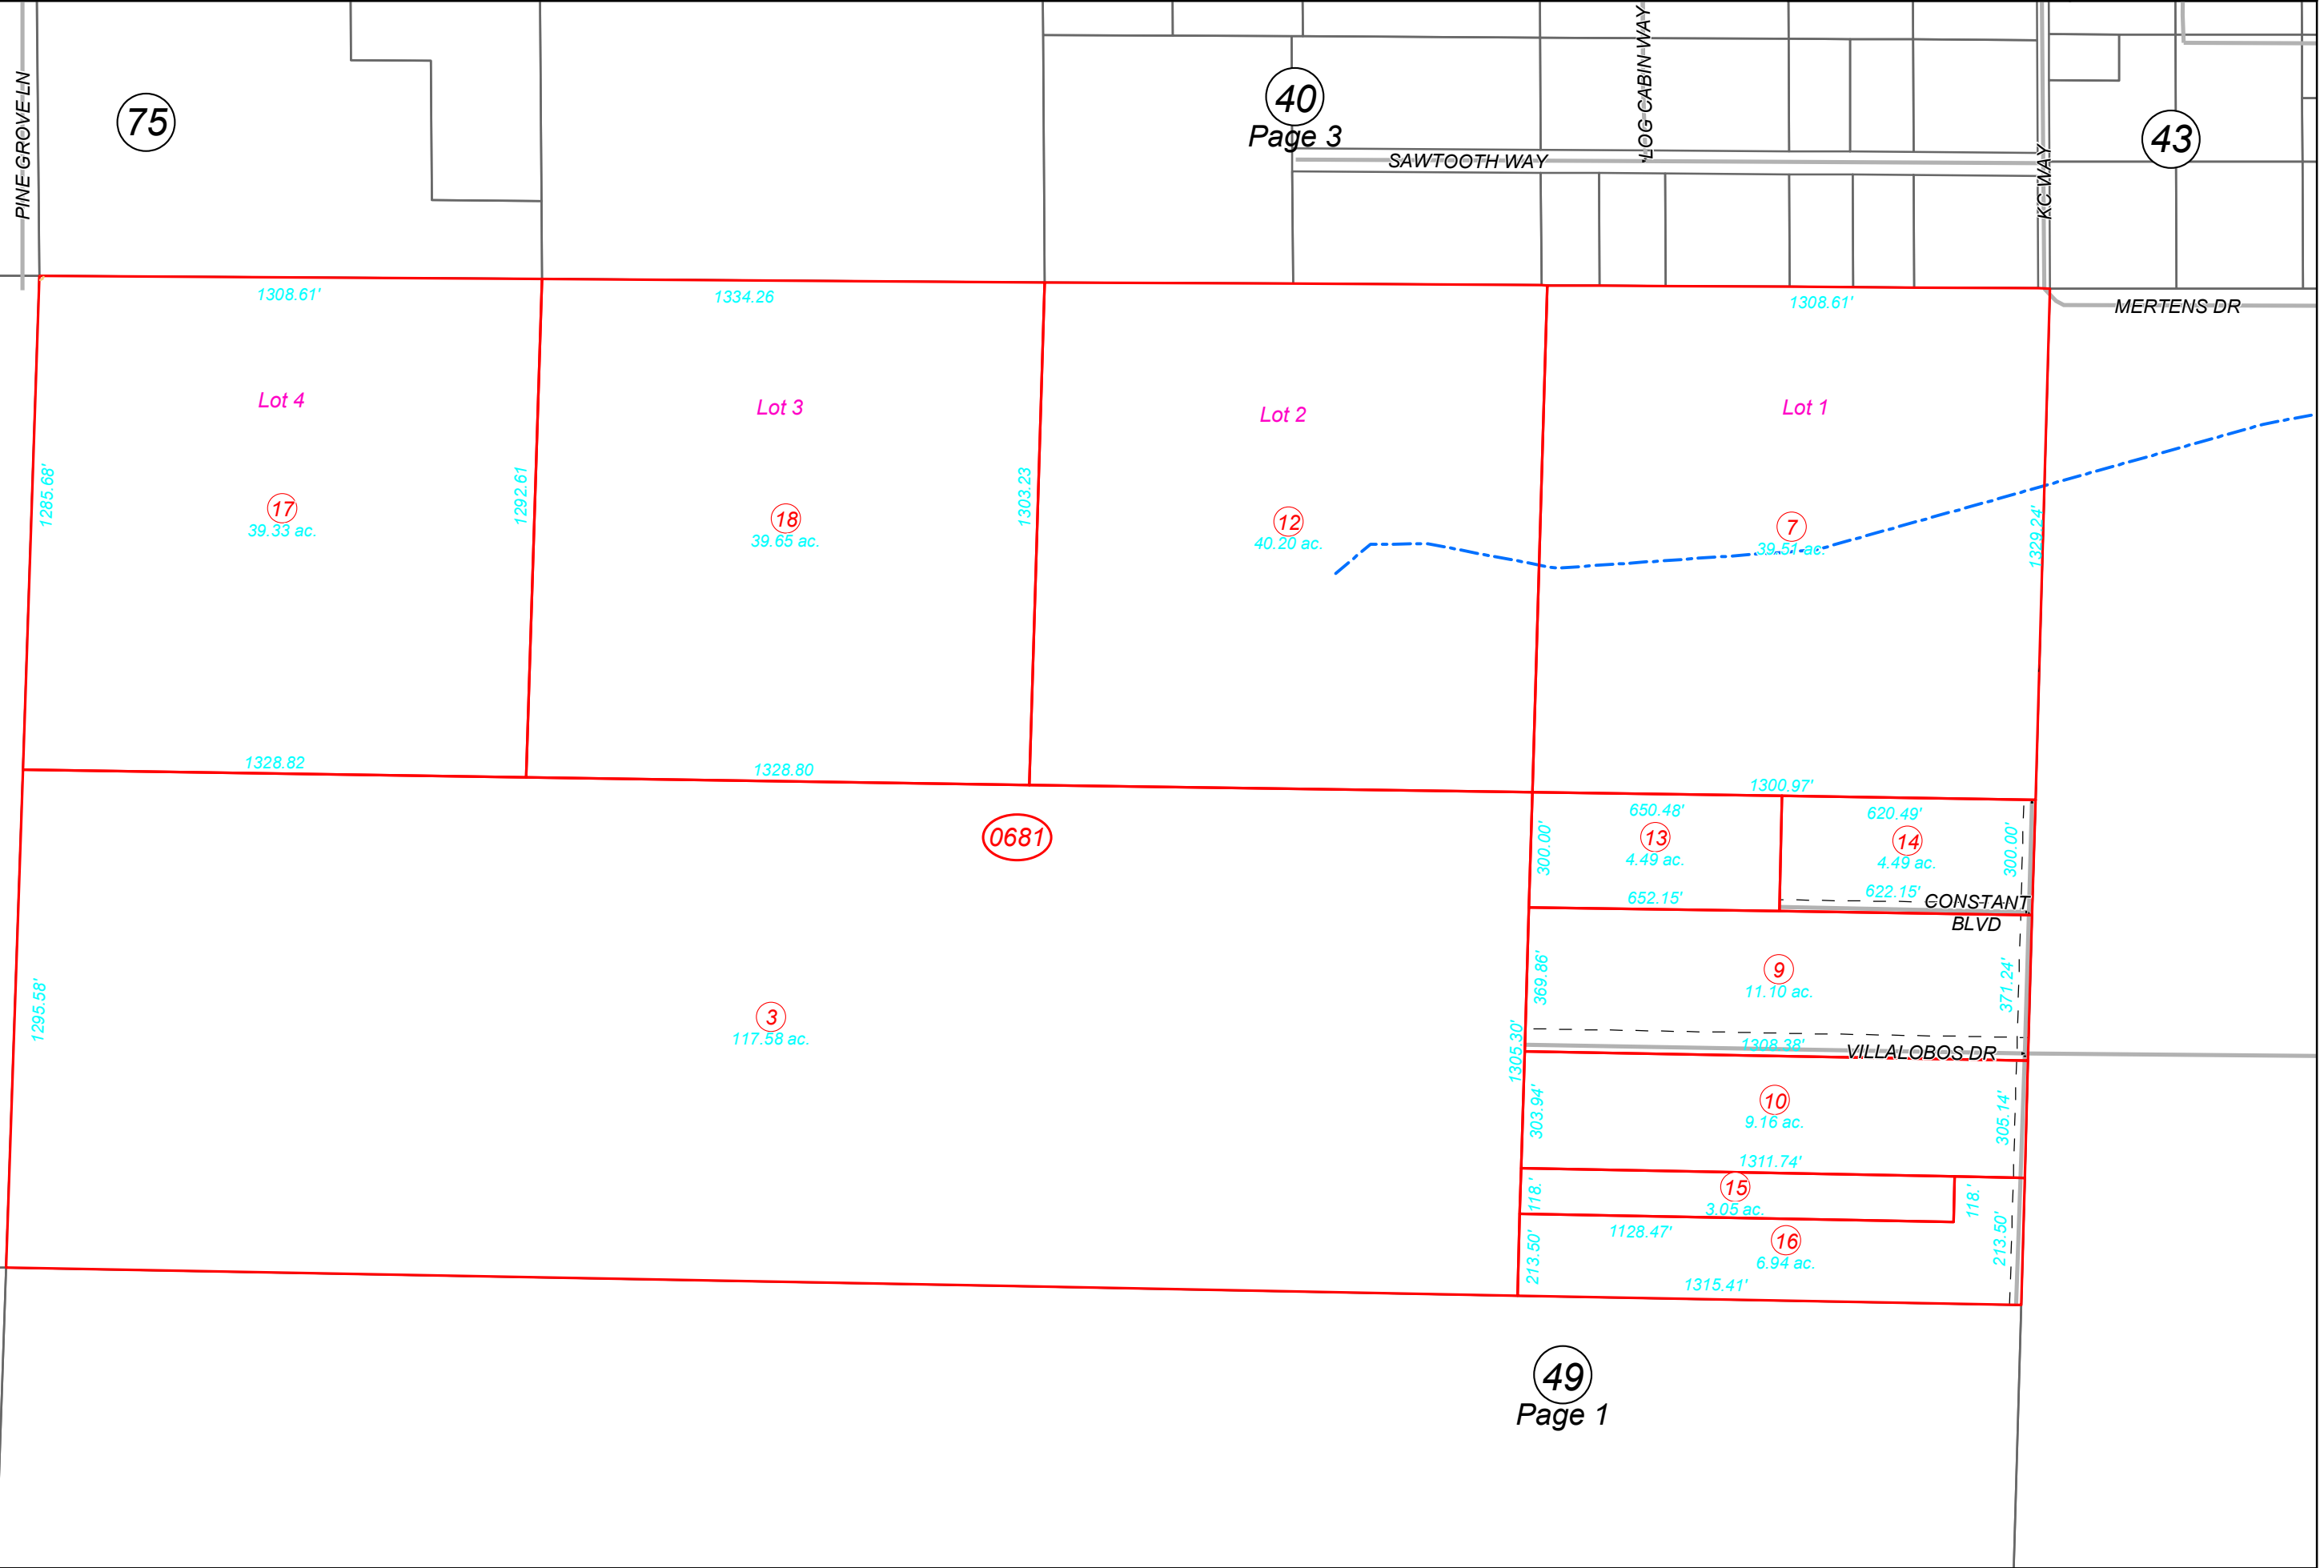 PINE GROVE LN
75
40
Page 3
LOG CABIN WAY
SAWTOOTH WAY
KC WAY
43
MERTENS DR
1308.61'
1334.26
1308.61'
Lot 4
Lot 3
Lot 2
Lot 1
1285.68'
17
39.33 ac.
1292.61
18
39.65 ac.
1303.23
12
40.20 ac.
7
39.51 ac.
1329.24'
1328.82
1328.80
1300.97'
0681
650.48'
620.49'
300.00'
13
4.49 ac.
14
4.49 ac.
300.00'
652.15'
622.15'
CONSTANT
BLVD
369.86'
9
11.10 ac.
371.24'
1295.58'
3
117.58 ac.
1305.30'
1308.38'
VILLALOBOS DR
303.94'
10
9.16 ac.
305.14'
1311.74'
118.'
15
3.05 ac.
118.'
1128.47'
213.50'
16
6.94 ac.
213.50'
1315.41'
49
Page 1